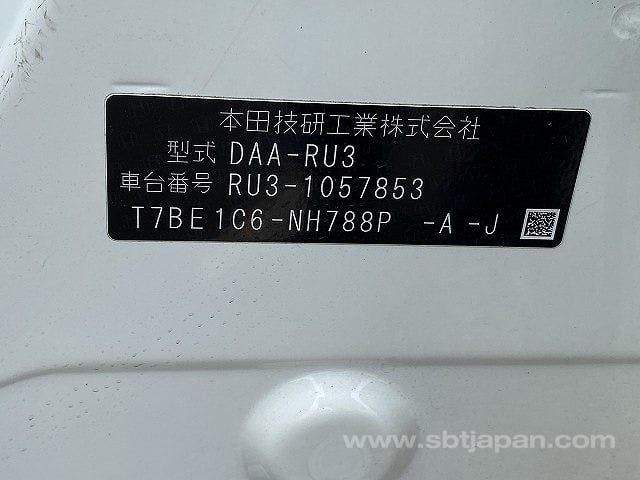 本田技研工業株式会社
型式 DAA-RU3
車台番号 RU3-1057853
T7BE1C6-NH788P -A -J
www.sbtjapan.com